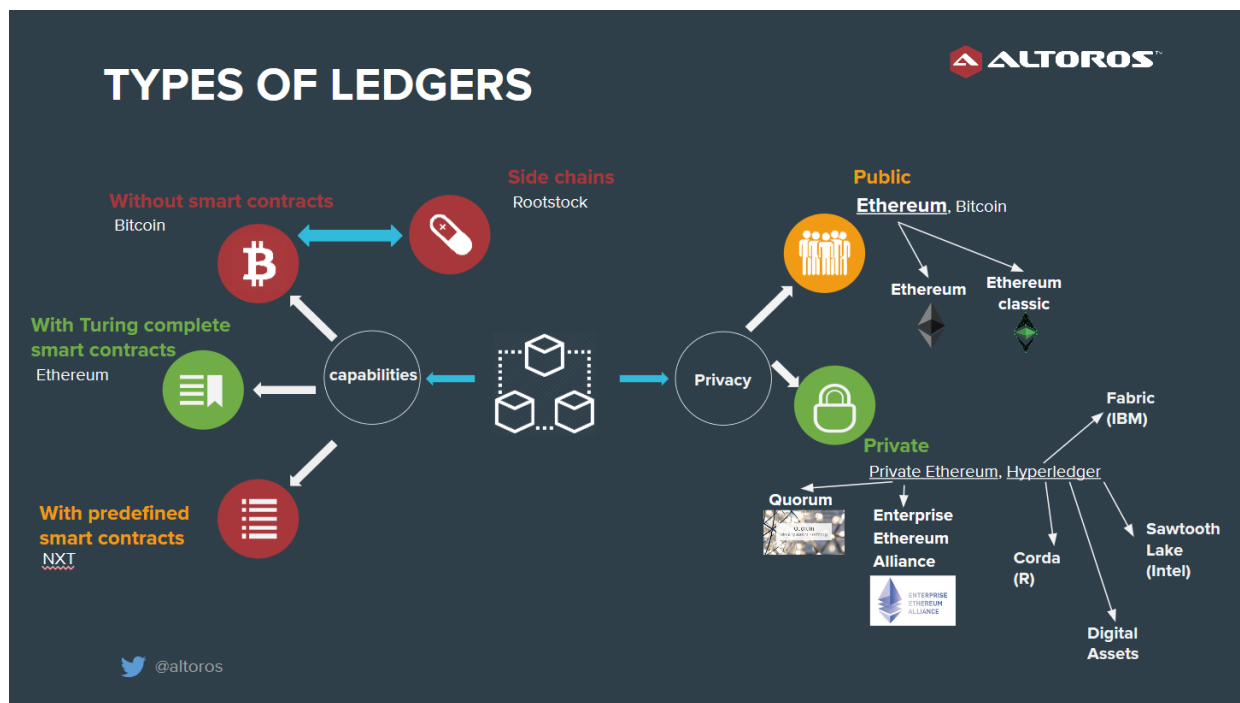 ALTOROS
TYPES OF LEDGERS
Without smart contracts
Bitcoin
Side chains
Rootstock
With Turing complete
smart contracts
Ethereum
With predefined
smart contracts
NXT
capabilities
Privacy
Public
Ethereum, Bitcoin
Ethereum
Ethereum
classic
Private
Private Ethereum, Hyperledger
Quorum
Enterprise
Ethereum
Alliance
ENTERPRISE
ETHEREUM
ALLIANCE
Fabric
(IBM)
Corda
(R)
Sawtooth
Lake
(Intel)
Digital
Assets
@altoros